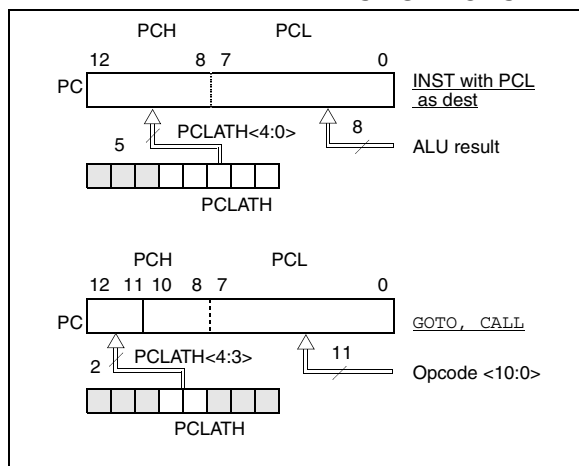 PCH PCL
12 8 7 0
PC
INST with PCL
as dest
PCLATH<4:0>
5
8
ALU result
PCLATH
PCH PCL
12 11 10 8 7 0
PC
GOTO, CALL
PCLATH<4:3>
2
11
Opcode <10:0>
PCLATH